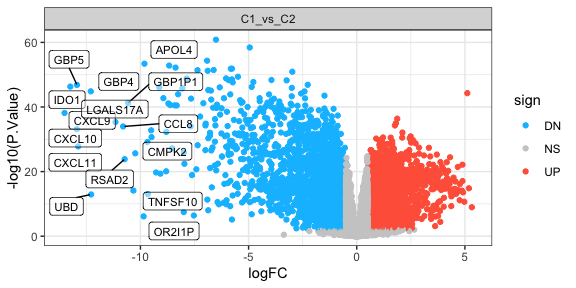 C1_vs_C2
60
40
20
0
-log10(P.Value)
APOL4
GBP5
GBP4
GBP1P1
IDO1
LGALS17A
CXCL9
CCL8
CXCL10
CMPK2
CXCL11
RSAD2
TNFSF10
UBD
OR2I1P
-10
-5
0
5
logFC
sign
DN
NS
UP